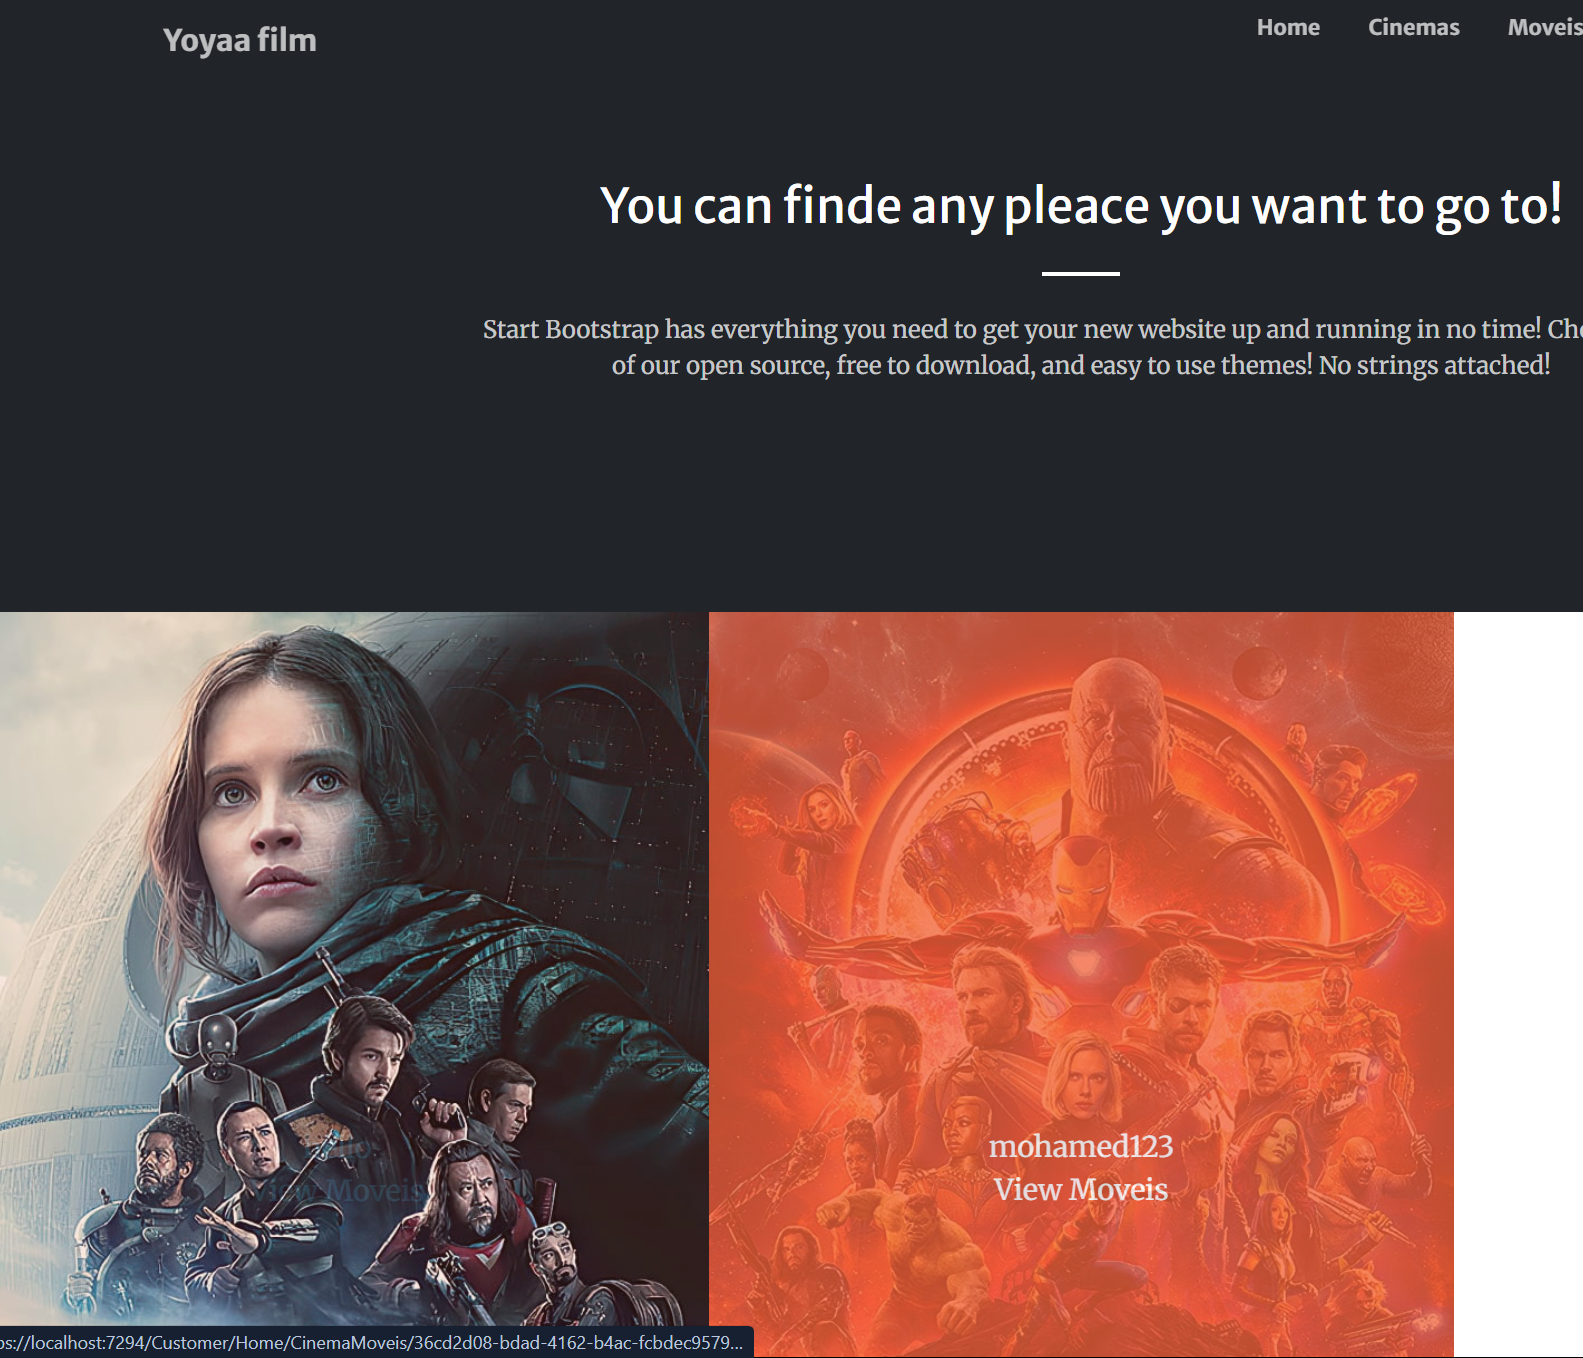 Yoyaa film
Home Cinemas Moveis
You can finde any pleace you want to go to!
Start Bootstrap has everything you need to get your new website up and running in no time!
of our open source, free to download, and easy to use themes! No strings attached!
View Moveis
mohamed123
View Moveis
ps://localhost:7294/Customer/Home/CinemaMoveis/36cd2d08-bdad-4162-b4ac-fcbdec9579...